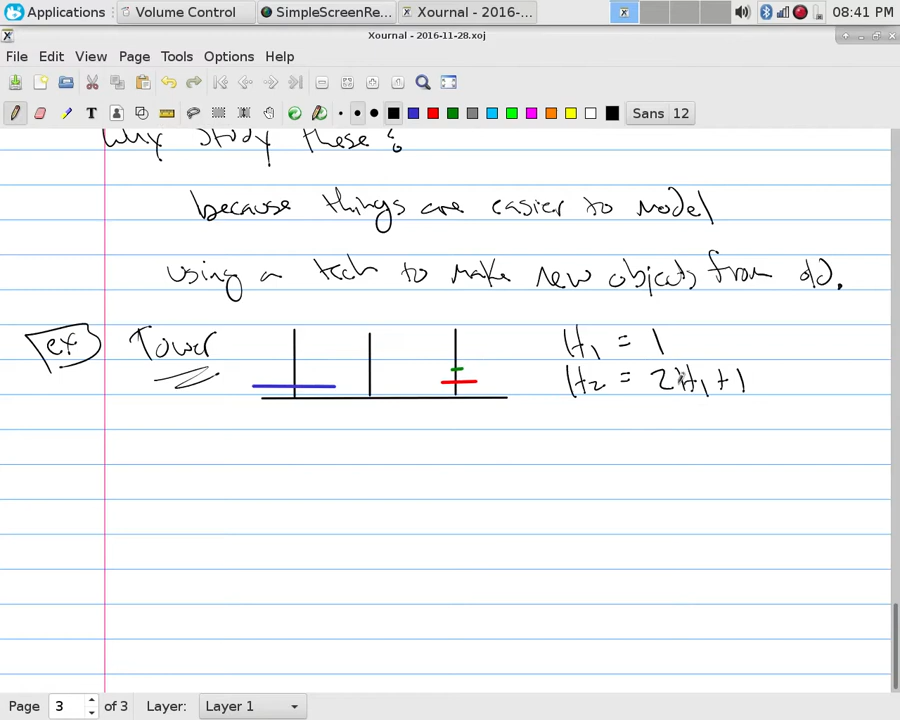 Applications Volume Control SimpleScreenRe... Xournal - 2016-... 08:41 PM
Xournal - 2016-11-28.xoj
File Edit View Page Tools Options Help
Sans 12
Why study these?
because things are easier to model
using a tech to make new objects from old.
ex Tower H1 = 1
H2 = 2H1+1
Page 3 of 3 Layer: Layer 1